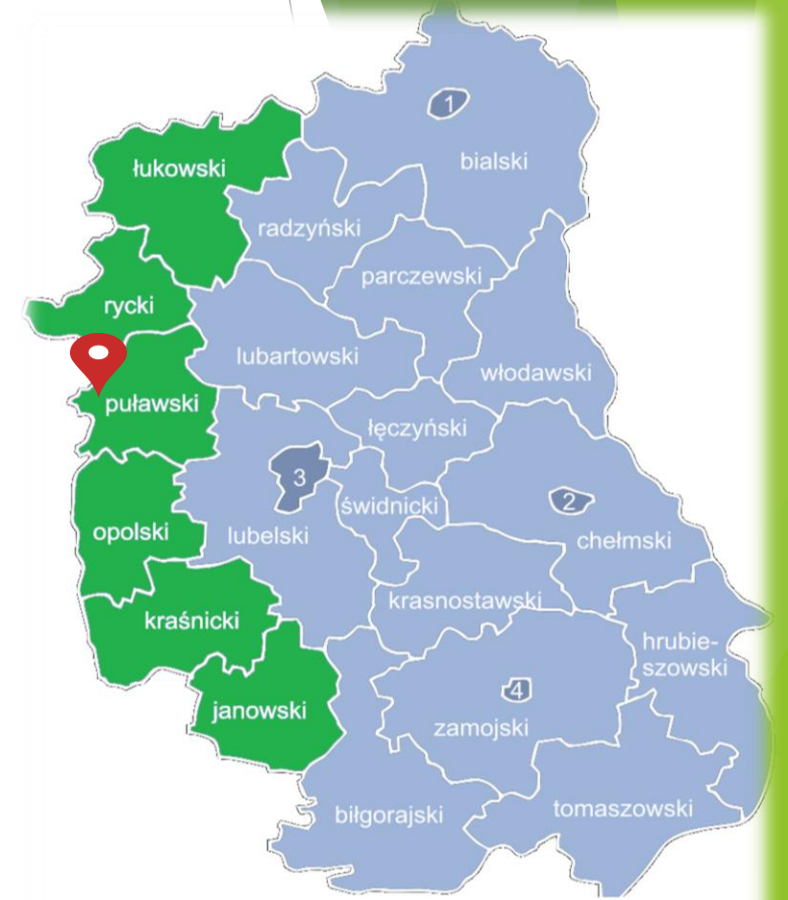 1
bialski
łukowski
radzyński
parczewski
rycki
lubartowski
włodawski
puławski
łęczyński
3
2
świdnicki
opolski
lubelski
chełmski
krasnostawski
kraśnicki
hrubie-
szowski
4
janowski
zamojski
biłgorajski
tomaszowski